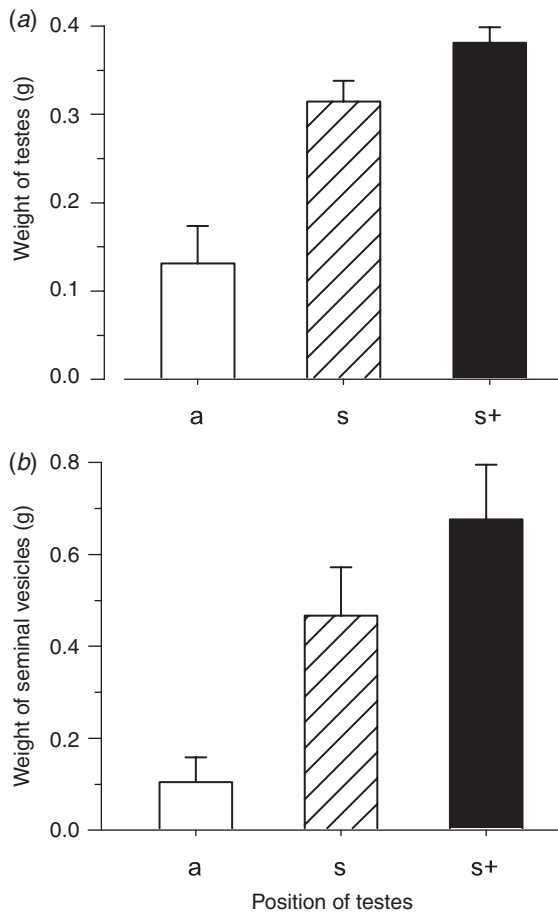 (a)
Weight of testes (g)
0.4
0.3
0.2
0.1
0.0
a s s+
(b)
Weight of seminal vesicles (g)
0.8
0.6
0.4
0.2
0.0
a s s+
Position of testes